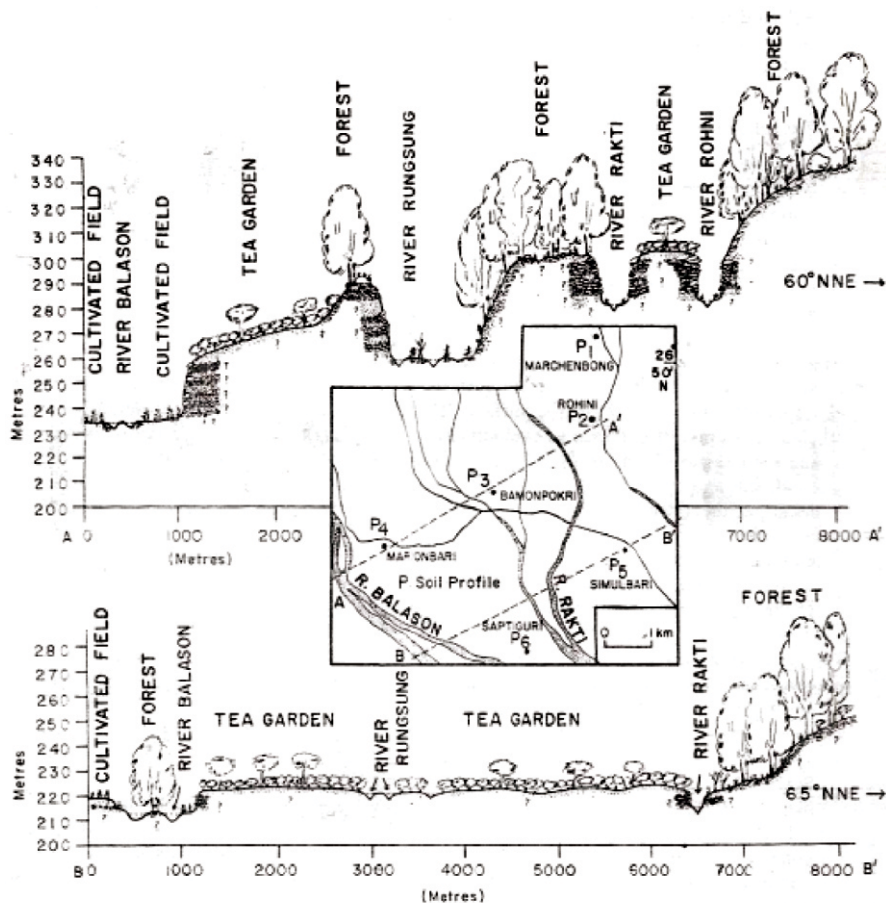 CULTIVATED FIELD
RIVER BALASON
CULTIVATED FIELD
TEA GARDEN
FOREST
RIVER RUNGSUNG
FOREST
RIVER RAKTI
TEA GARDEN
RIVER ROHNI
FOREST
340
330
320
310
300
290
280
270
260
250
240
230
220
210
200
Metres
60° NNE →
A 0 1000 2000 7000 8000 A'
(Metres)
P1
MARCHENBONG
26
50'
N
ROHINI
P2
A'
P3
BAMONPOKRI
P4
MARIONBARI
B'
P5
SIMULBARI
P Soil Profile
A
R. BALASON
R. RAKTI
SAPTIGURI
P6
B
0 1 km
CULTIVATED FIELD
FOREST
RIVER BALASON
TEA GARDEN
RIVER
RUNGSUNG
TEA GARDEN
RIVER RAKTI
FOREST
280
270
260
250
240
230
220
210
200
Metres
65° NNE →
B 0 1000 2000 3000 4000 5000 6000 7000 8000 B'
(Metres)